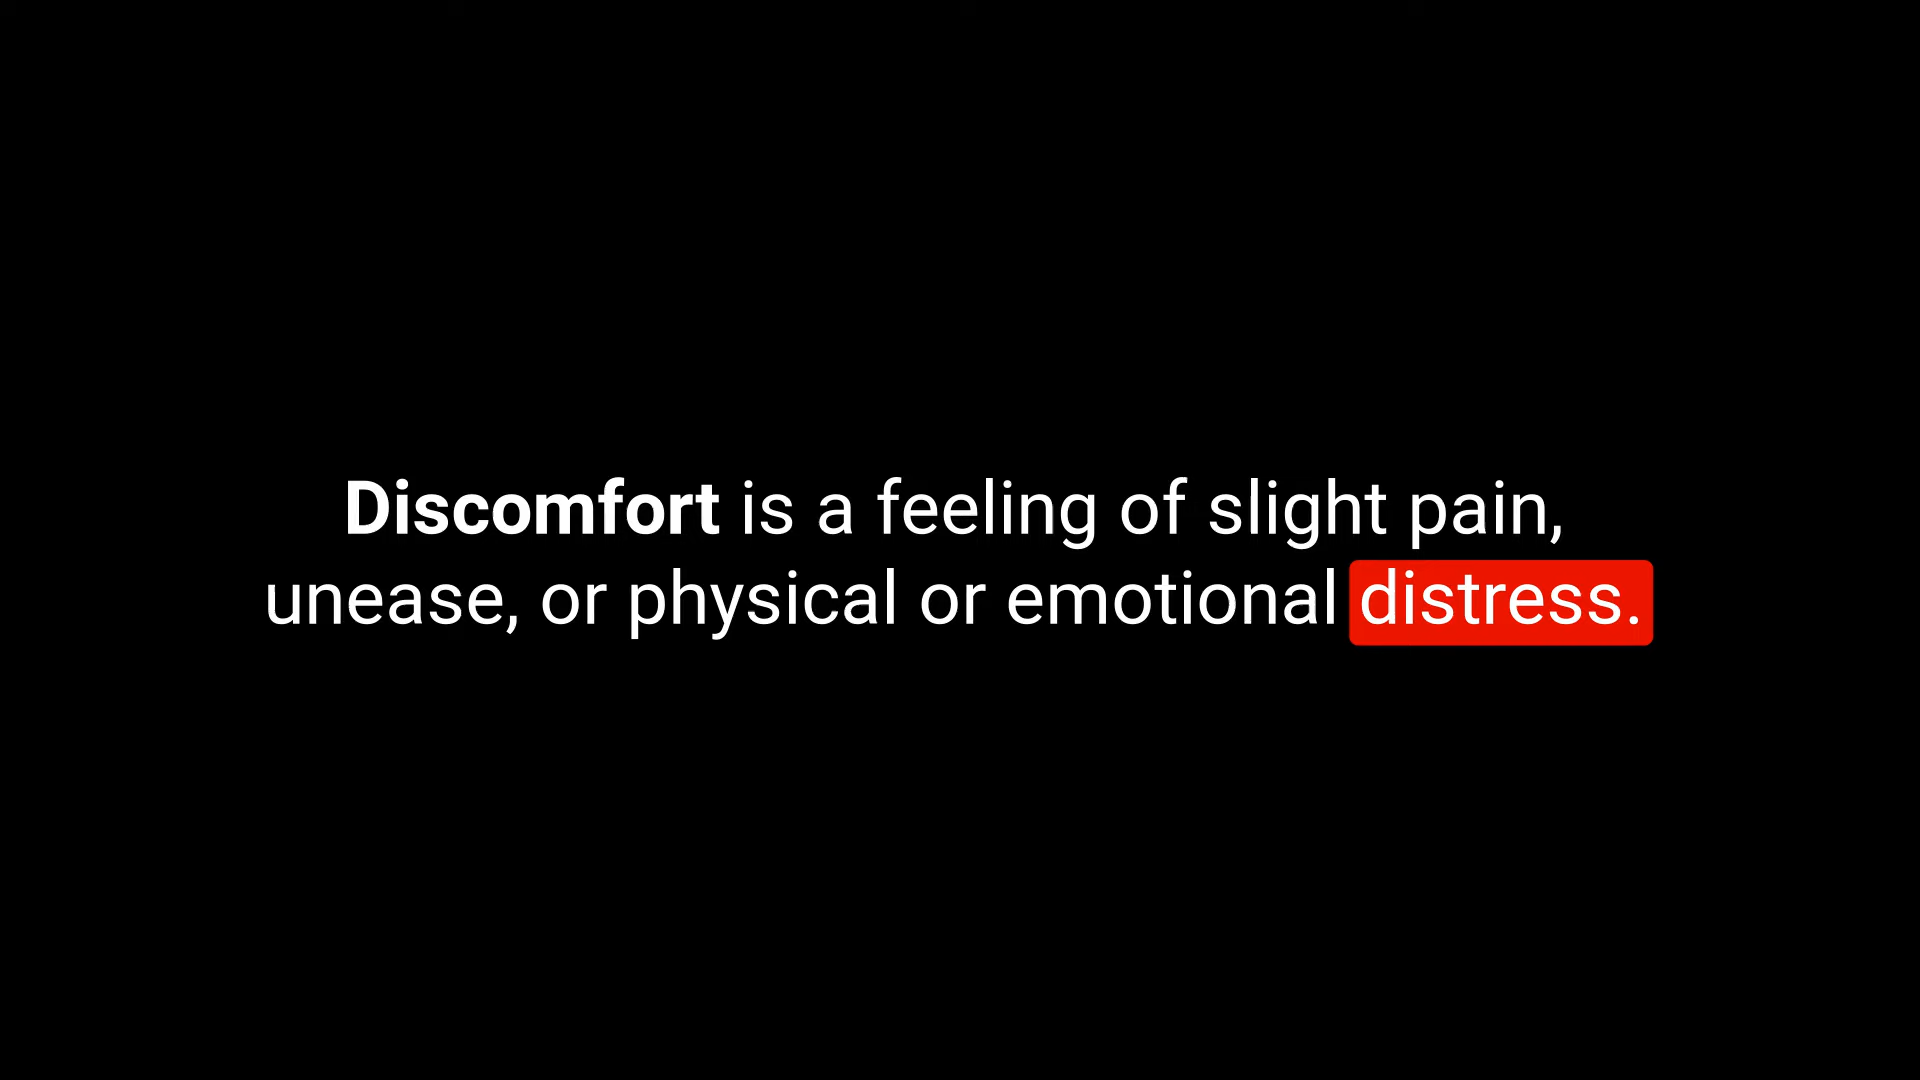 Discomfort is a feeling of slight pain,
unease, or physical or emotional distress.